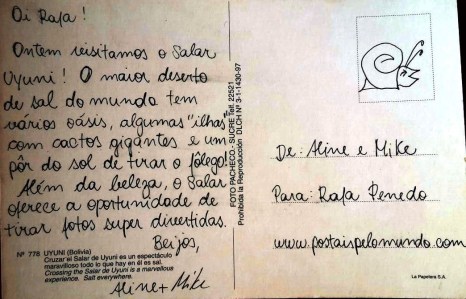 Oi Rafa!
Ontem visitamos o Salar
Uyuni! O maior deserto
de sal do mundo tem
vários oásis, algumas "ilhas"
com cactos gigantes e um
pôr do sol de tirar o fôlego!
Além da beleza, o Salar
oferece a oportunidade de
tirar fotos super divertidas.
Beijos,
Aline + Mike
Nº 778 UYUNI (Bolivia)
Cruzar el Salar de Uyuni es un espectáculo
maravilloso todo lo que hay en él es sal.
Crossing the Salar de Uyuni is a mervellous
experience. Salt everywhere.
FOTO PACHECO - SUCRE Telf. 22521
Prohibida la Reproducción DLCH Nº 3-1-1430-97
De: Aline e Mike
Para: Rafa Penedo
www.postaispelomundo.com
La Papelera S.A.